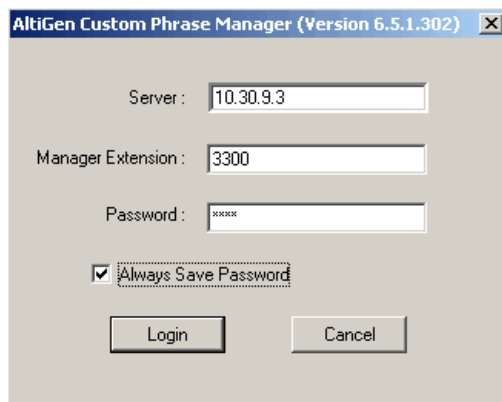 AltiGen Custom Phrase Manager (Version 6.5.1.302)
Server : 10.30.9.3
Manager Extension : 3300
Password : ****
Always Save Password
Login Cancel